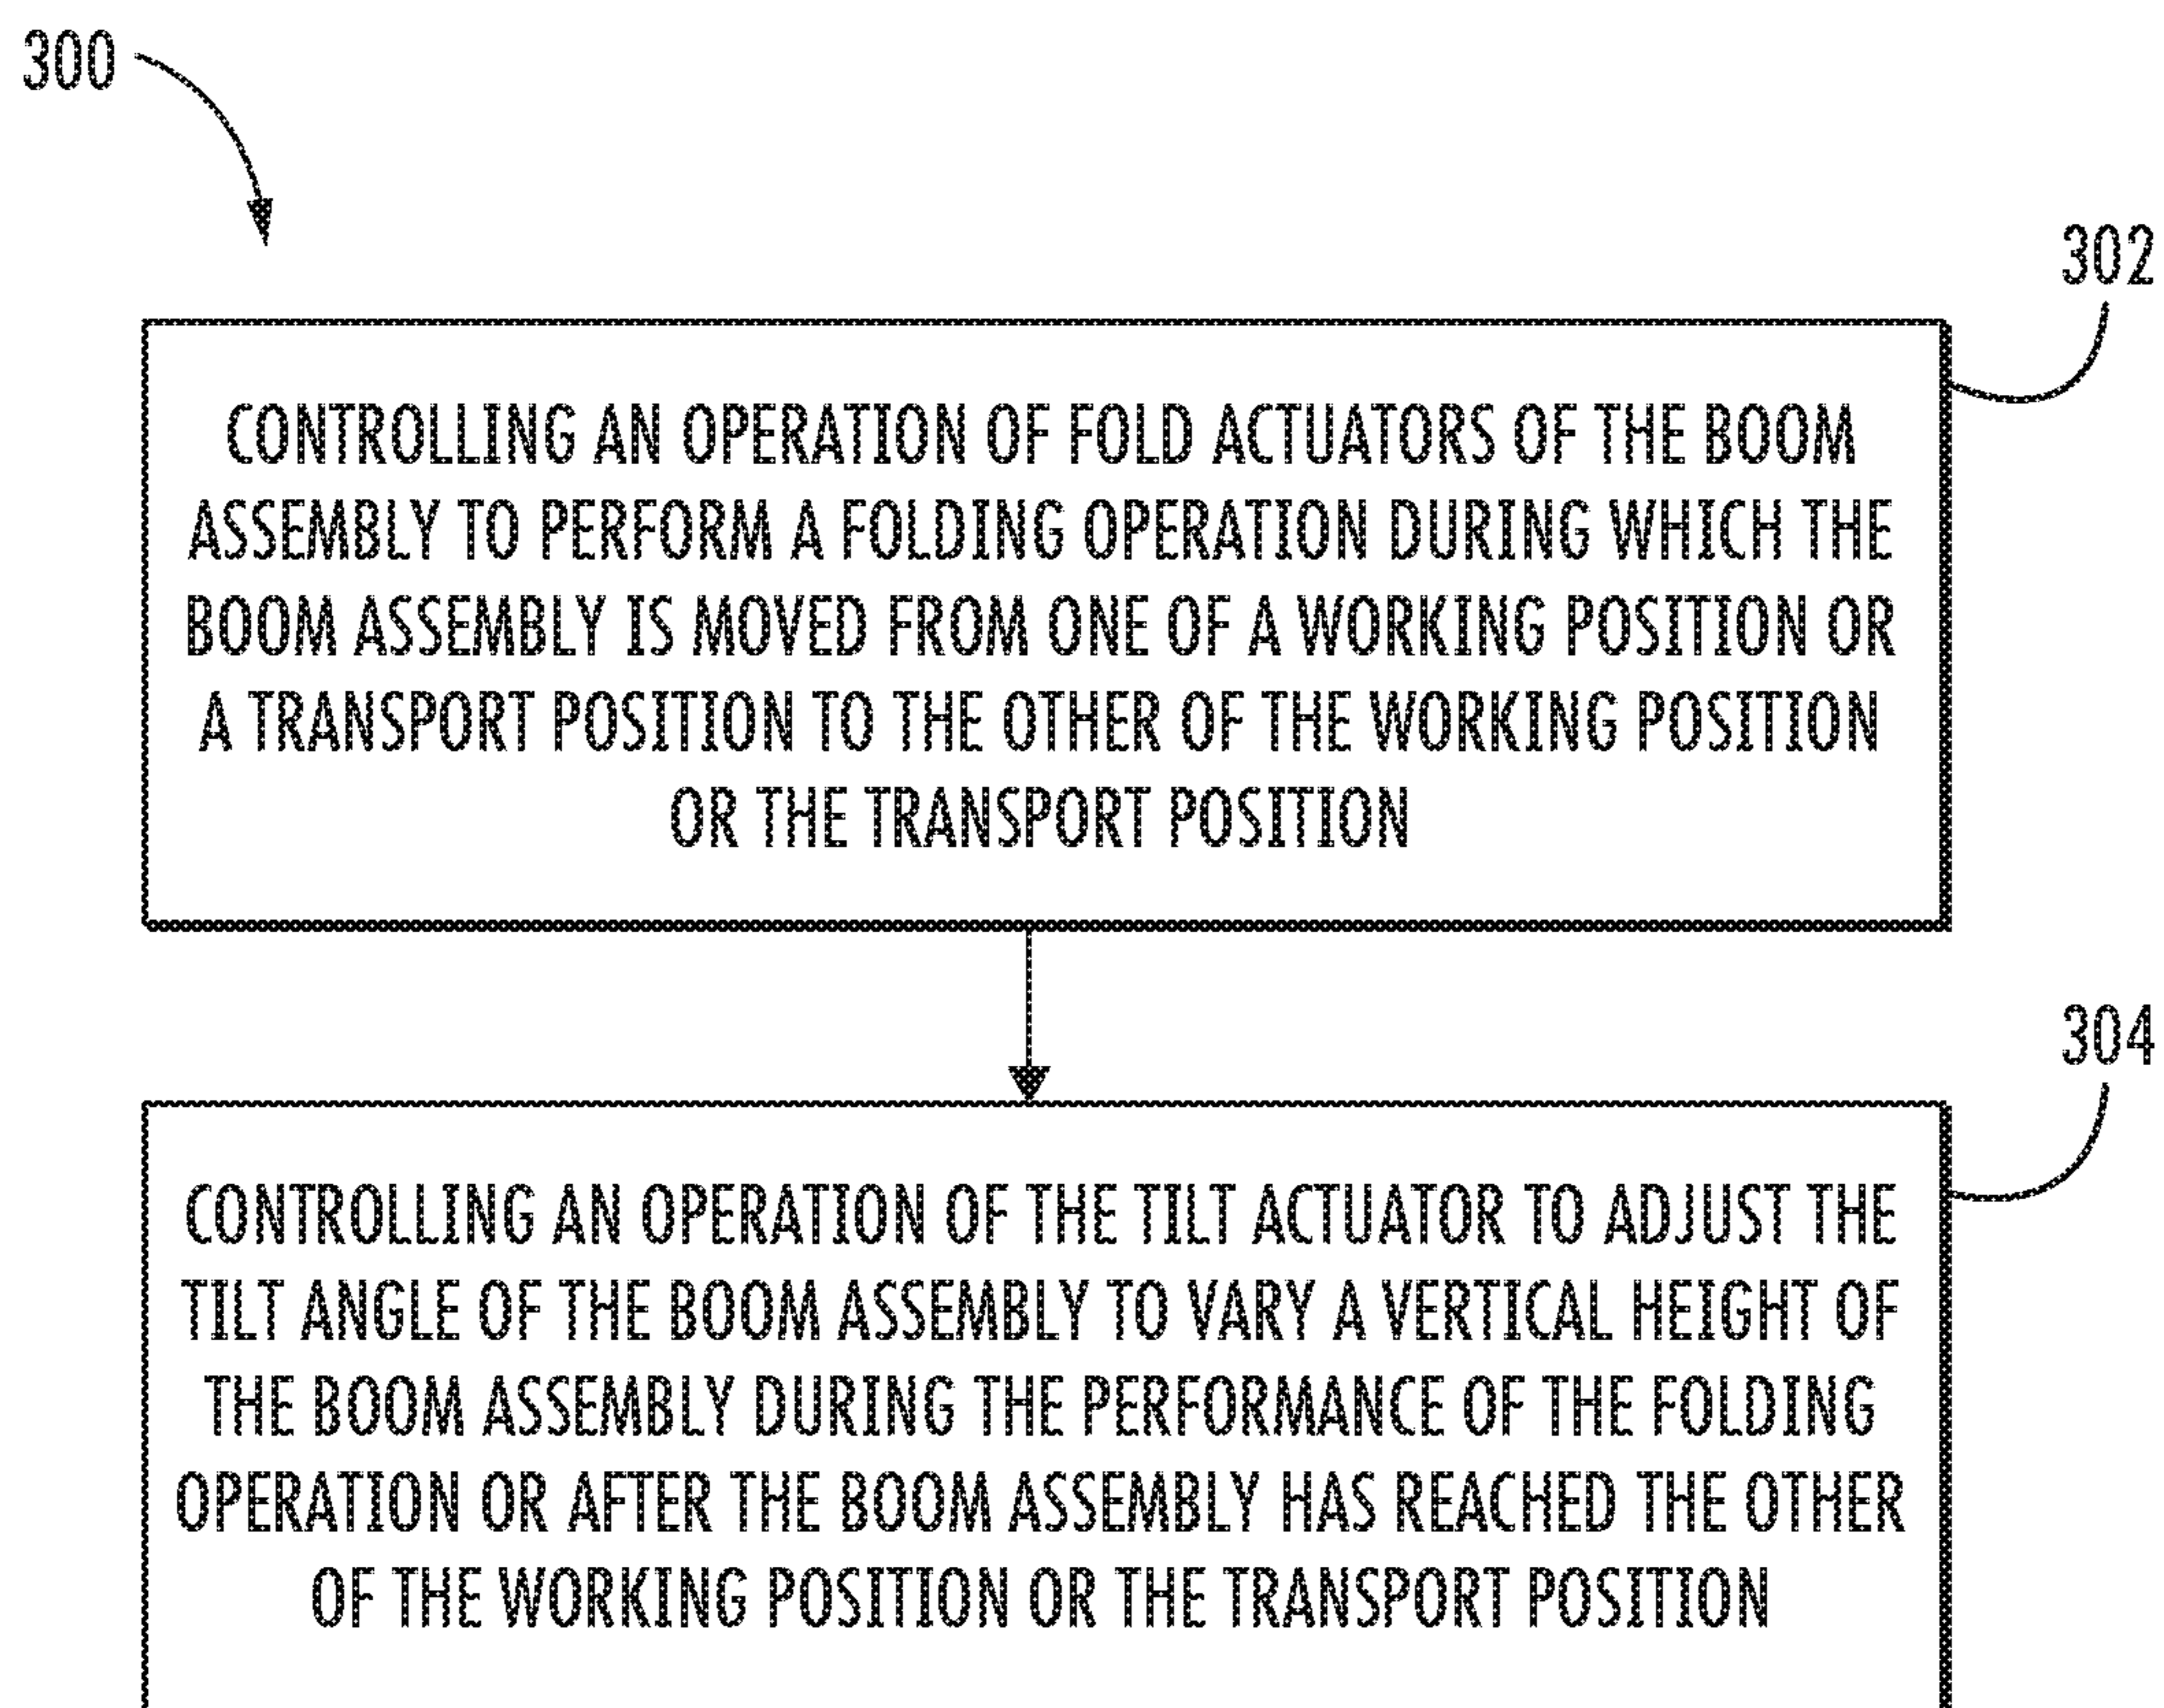 300
302
CONTROLLING AN OPERATION OF FOLD ACTUATORS OF THE BOOM
ASSEMBLY TO PERFORM A FOLDING OPERATION DURING WHICH THE
BOOM ASSEMBLY IS MOVED FROM ONE OF A WORKING POSITION OR
A TRANSPORT POSITION TO THE OTHER OF THE WORKING POSITION
OR THE TRANSPORT POSITION
304
CONTROLLING AN OPERATION OF THE TILT ACTUATOR TO ADJUST THE
TILT ANGLE OF THE BOOM ASSEMBLY TO VARY A VERTICAL HEIGHT OF
THE BOOM ASSEMBLY DURING THE PERFORMANCE OF THE FOLDING
OPERATION OR AFTER THE BOOM ASSEMBLY HAS REACHED THE OTHER
OF THE WORKING POSITION OR THE TRANSPORT POSITION